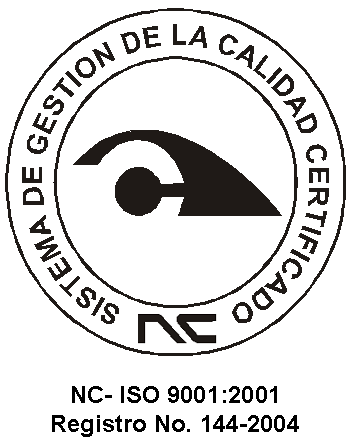 SISTEMA DE GESTION DE LA CALIDAD CERTIFICADO
NC
NC- ISO 9001:2001
Registro No. 144-2004